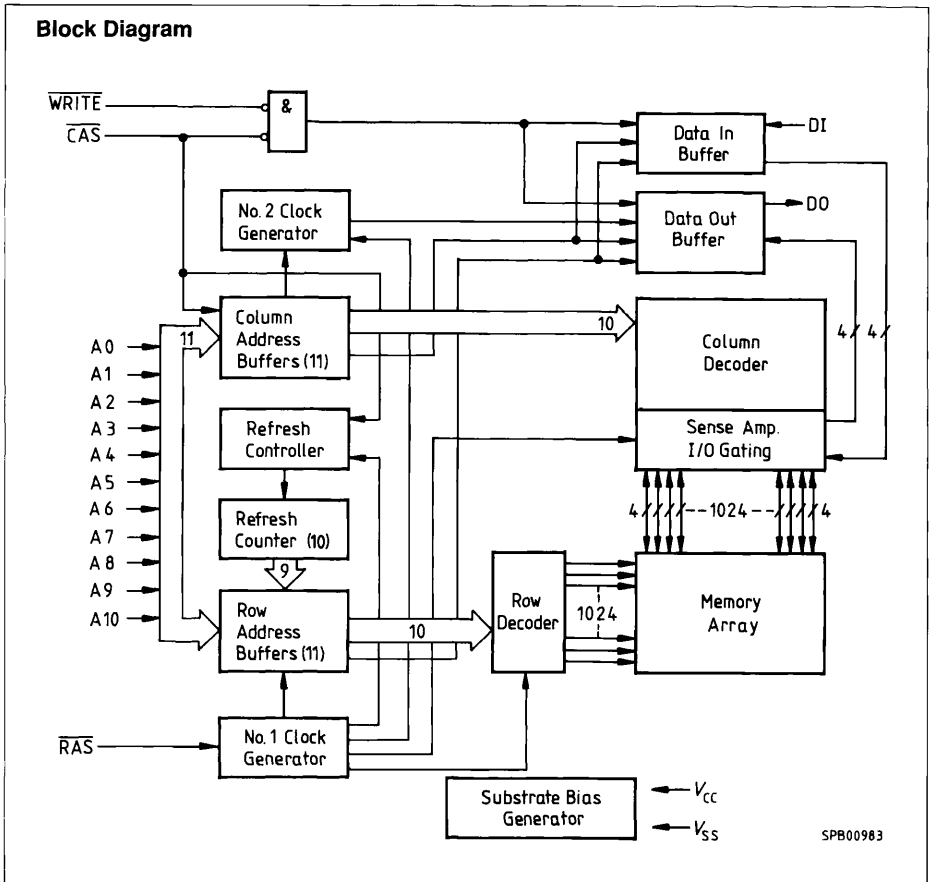 Block Diagram
WRITE
CAS
&
Data In
Buffer
DI
No. 2 Clock
Generator
Data Out
Buffer
DO
11
Column
Address
Buffers (11)
10
Column
Decoder
4
4
A0
A1
A2
A3
A4
A5
A6
A7
A8
A9
A10
Refresh
Controller
Sense Amp.
I/O Gating
Refresh
Counter (10)
9
4
--1024--
4
Row
Address
Buffers (11)
10
Row
Decoder
1024
Memory
Array
RAS
No. 1 Clock
Generator
Substrate Bias
Generator
VCC
VSS
SPB00983